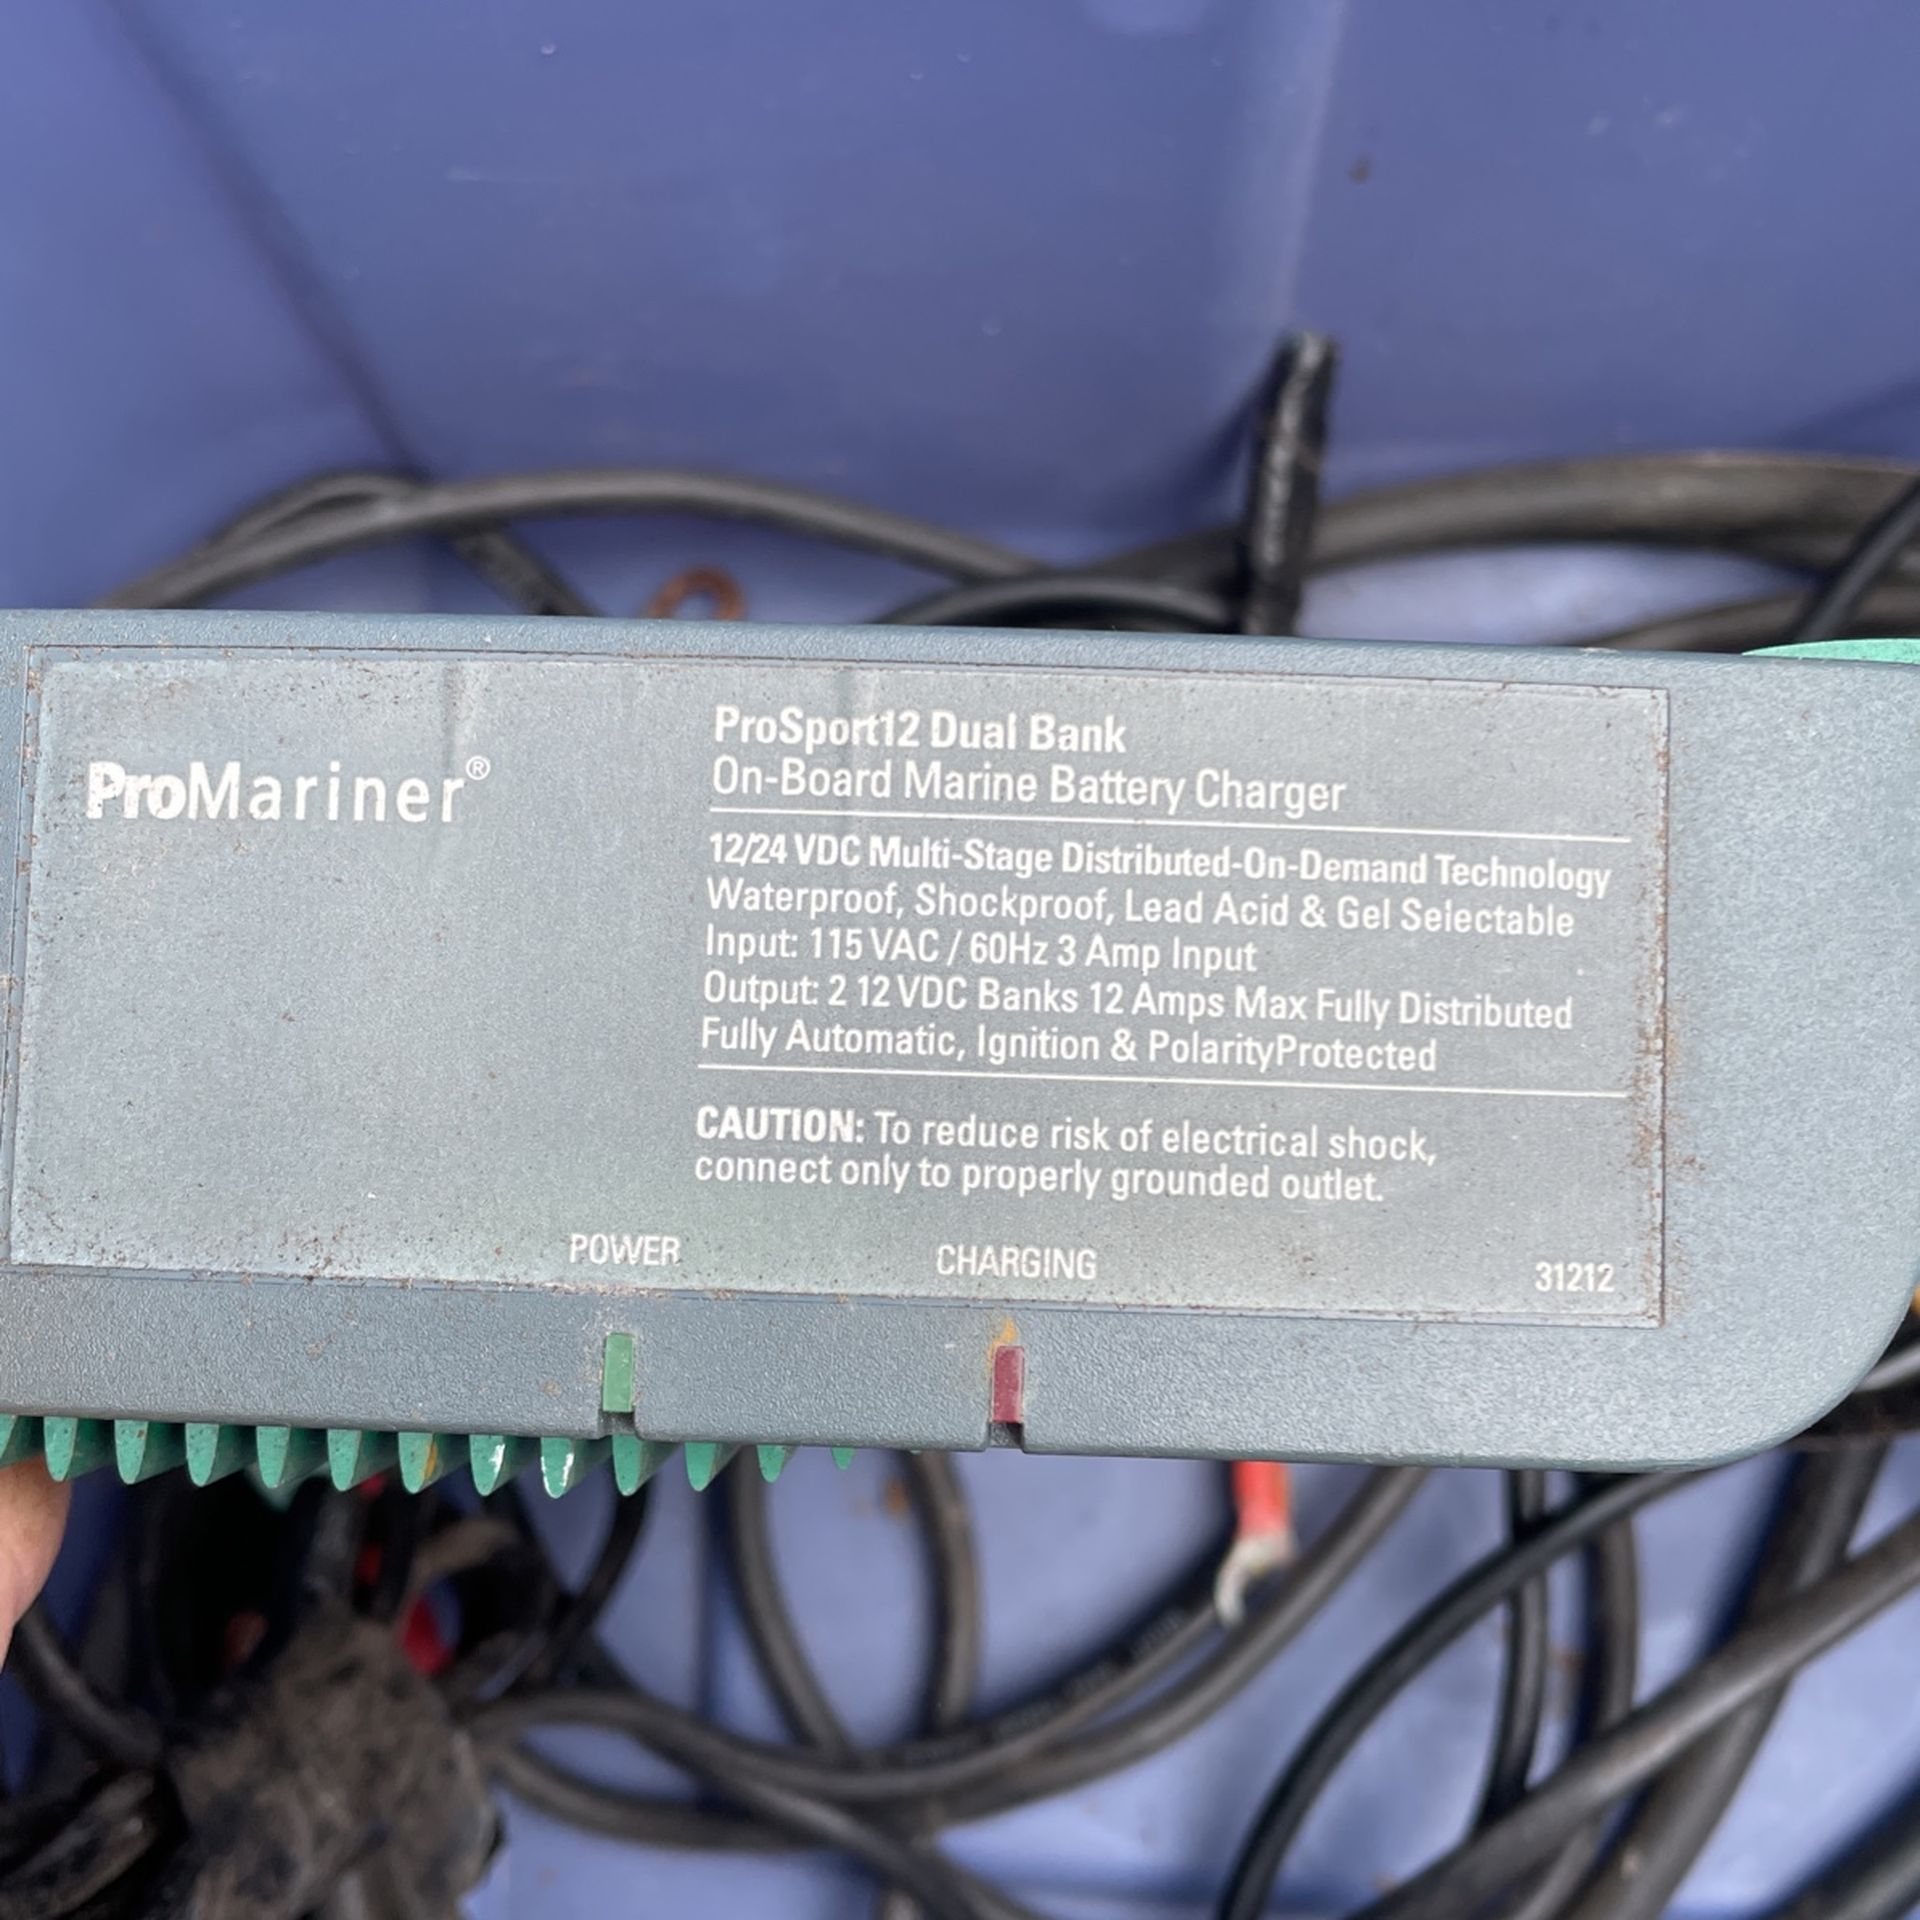 ProMariner®
ProSport12 Dual Bank
On-Board Marine Battery Charger
12/24 VDC Multi-Stage Distributed-On-Demand Technology
Waterproof, Shockproof, Lead Acid & Gel Selectable
Input: 115 VAC / 60Hz 3 Amp Input
Output: 2 12 VDC Banks 12 Amps Max Fully Distributed
Fully Automatic, Ignition & PolarityProtected
CAUTION: To reduce risk of electrical shock,
connect only to properly grounded outlet.
POWER
CHARGING
31212